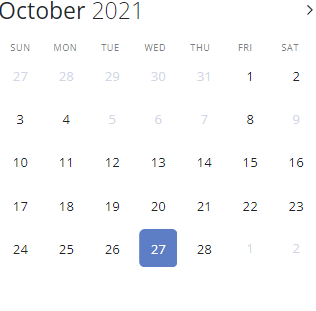 October 2021
SUN MON TUE WED THU FRI SAT
27 28 29 30 31 1 2
3 4 5 6 7 8 9
10 11 12 13 14 15 16
17 18 19 20 21 22 23
24 25 26 27 28 1 2